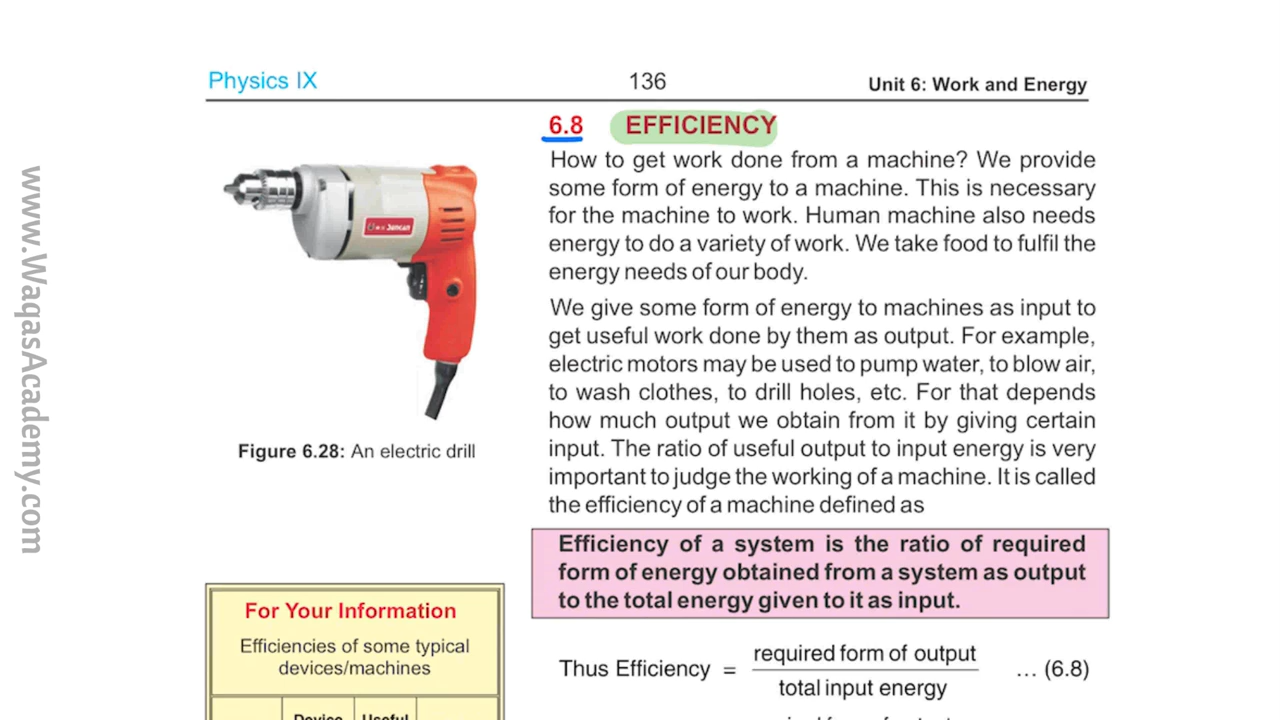 Physics IX
136
Unit 6: Work and Energy
6.8 EFFICIENCY
How to get work done from a machine? We provide
some form of energy to a machine. This is necessary
for the machine to work. Human machine also needs
energy to do a variety of work. We take food to fulfil the
energy needs of our body.
We give some form of energy to machines as input to
get useful work done by them as output. For example,
electric motors may be used to pump water, to blow air,
to wash clothes, to drill holes, etc. For that depends
how much output we obtain from it by giving certain
input. The ratio of useful output to input energy is very
important to judge the working of a machine. It is called
the efficiency of a machine defined as
Efficiency of a system is the ratio of required
form of energy obtained from a system as output
to the total energy given to it as input.
Thus Efficiency = required form of output … (6.8)
total input energy
Juncan
Figure 6.28: An electric drill
For Your Information
Efficiencies of some typical
devices/machines
Device Useful
www.WaqasAcademy.com